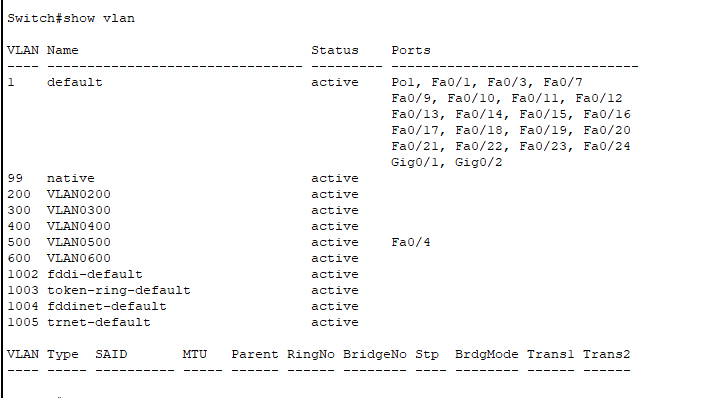 Switch#show vlan
VLAN Name Status Ports
---- -------------------------------- --------- -------------------------------
1 default active Po1, Fa0/1, Fa0/3, Fa0/7
Fa0/9, Fa0/10, Fa0/11, Fa0/12
Fa0/13, Fa0/14, Fa0/15, Fa0/16
Fa0/17, Fa0/18, Fa0/19, Fa0/20
Fa0/21, Fa0/22, Fa0/23, Fa0/24
Gig0/1, Gig0/2
99 native active
200 VLAN0200 active
300 VLAN0300 active
400 VLAN0400 active
500 VLAN0500 active Fa0/4
600 VLAN0600 active
1002 fddi-default active
1003 token-ring-default active
1004 fddinet-default active
1005 trnet-default active
VLAN Type SAID MTU Parent RingNo BridgeNo Stp BrdgMode Trans1 Trans2
---- ----- ---------- ----- ------ ------ -------- ---- -------- ------ ------